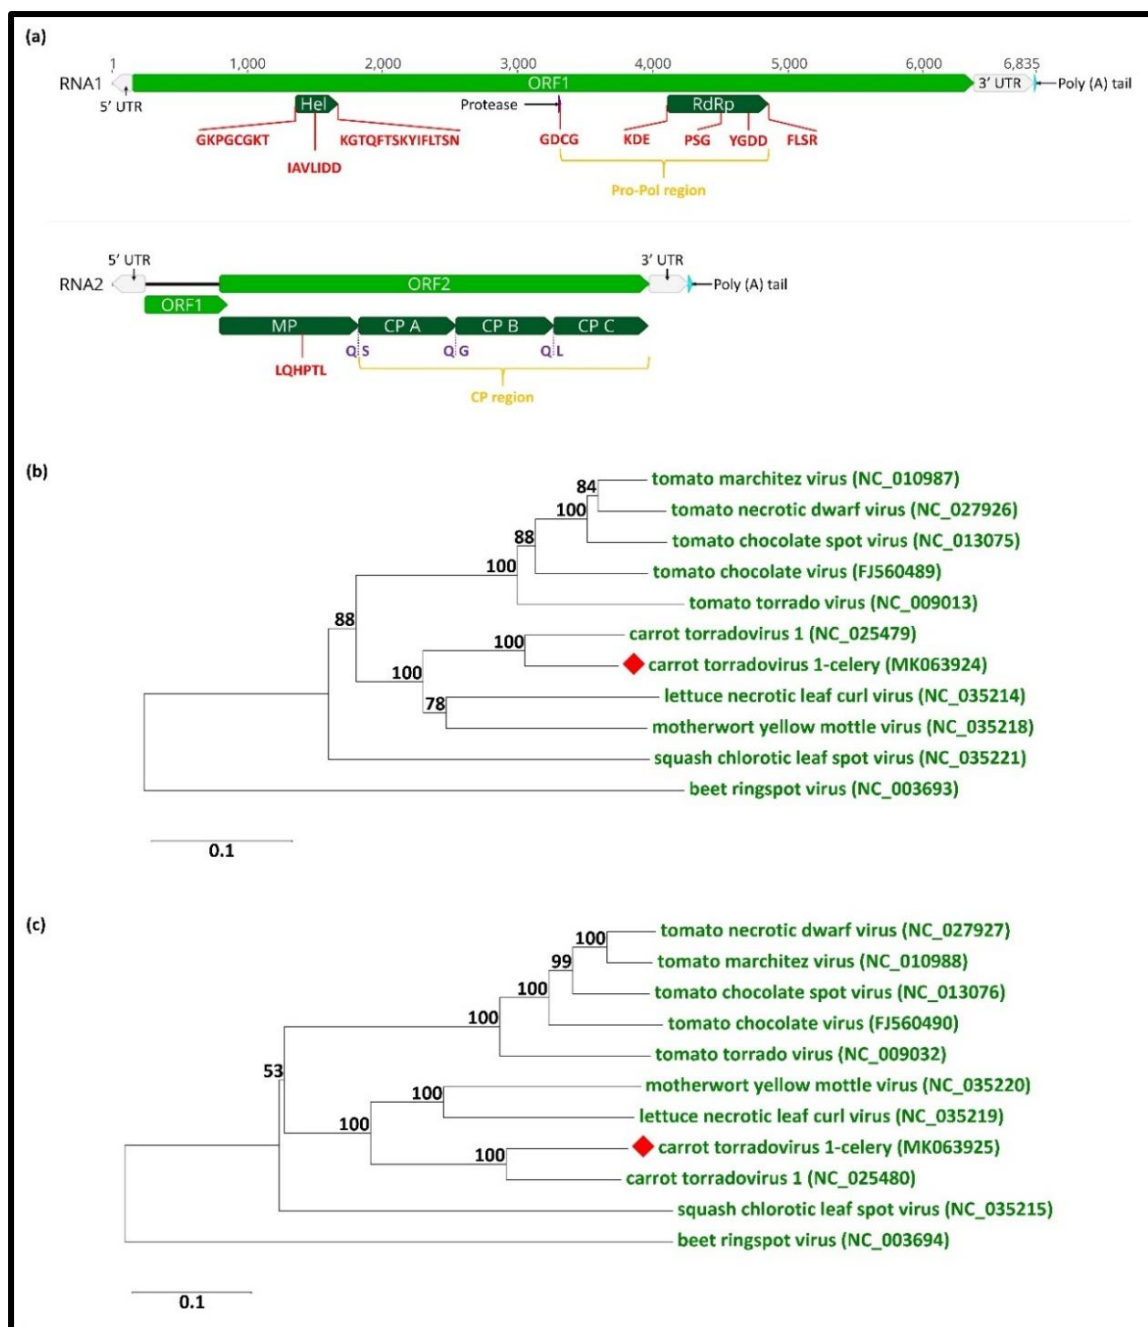 (a)
1 1,000 2,000 3,000 4,000 5,000 6,000 6,835
RNA1 ORF1 3' UTR Poly (A) tail
5' UTR Hel Protease RdRp
GKPGCGKT KGTQFTSKYIFLTSN GDCG KDE PSG YGDD FLSR
IAVLIDD
Pro-Pol region
5' UTR 3' UTR
RNA2 ORF2 Poly (A) tail
ORF1
MP CP A CP B CP C
Q S Q G Q L
LQHPTL
CP region
(b)
tomato marchitez virus (NC_010987)
84
tomato necrotic dwarf virus (NC_027926)
100
tomato chocolate spot virus (NC_013075)
88
tomato chocolate virus (FJ560489)
100
tomato torrado virus (NC_009013)
88
carrot torradovirus 1 (NC_025479)
100
carrot torradovirus 1-celery (MK063924)
100
lettuce necrotic leaf curl virus (NC_035214)
78
motherwort yellow mottle virus (NC_035218)
squash chlorotic leaf spot virus (NC_035221)
beet ringspot virus (NC_003693)
0.1
(c)
tomato necrotic dwarf virus (NC_027927)
100
tomato marchitez virus (NC_010988)
99
tomato chocolate spot virus (NC_013076)
100
tomato chocolate virus (FJ560490)
100
tomato torrado virus (NC_009032)
53
motherwort yellow mottle virus (NC_035220)
100
lettuce necrotic leaf curl virus (NC_035219)
100
carrot torradovirus 1-celery (MK063925)
100
carrot torradovirus 1 (NC_025480)
squash chlorotic leaf spot virus (NC_035215)
beet ringspot virus (NC_003694)
0.1